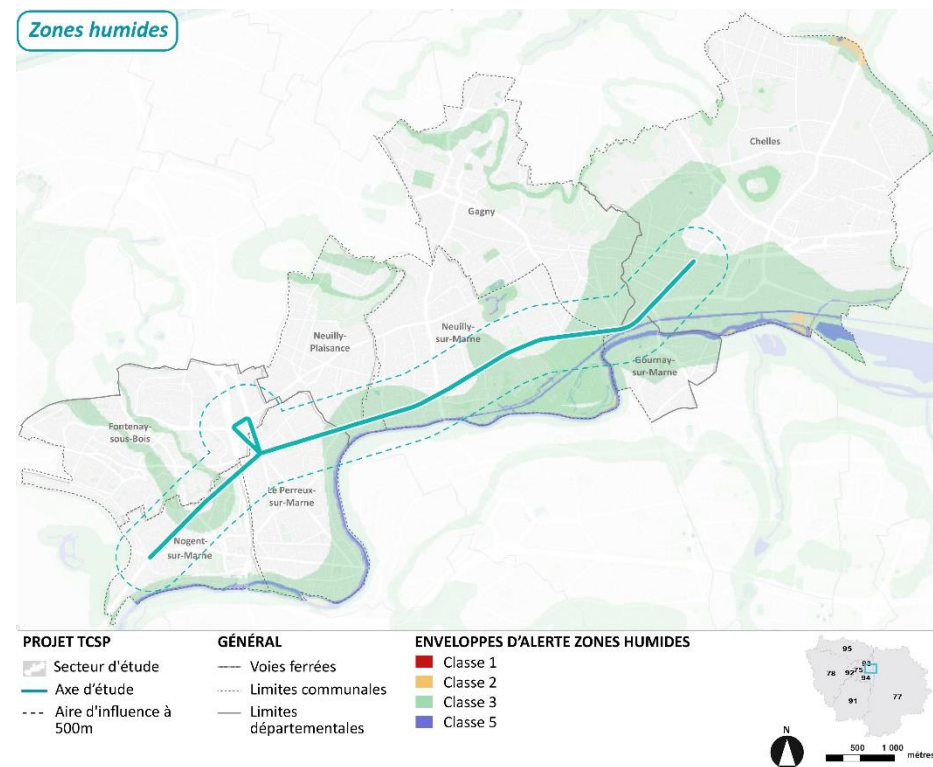 Zones humides
Chelles
Gagny
Neuilly-
sur-Marne
Neuilly-
Plaisance
Gournay-
sur-Marne
Fontenay-
sous-Bois
Le Perreux-
sur-Marne
Nogent-
sur-Marne
PROJET TCSP
Secteur d'étude
Axe d'étude
Aire d'influence à
500m
GÉNÉRAL
Voies ferrées
Limites communales
Limites
départementales
ENVELOPPES D'ALERTE ZONES HUMIDES
Classe 1
Classe 2
Classe 3
Classe 5
95
93
78
92
75
94
91
77
N
500 1 000
mètres